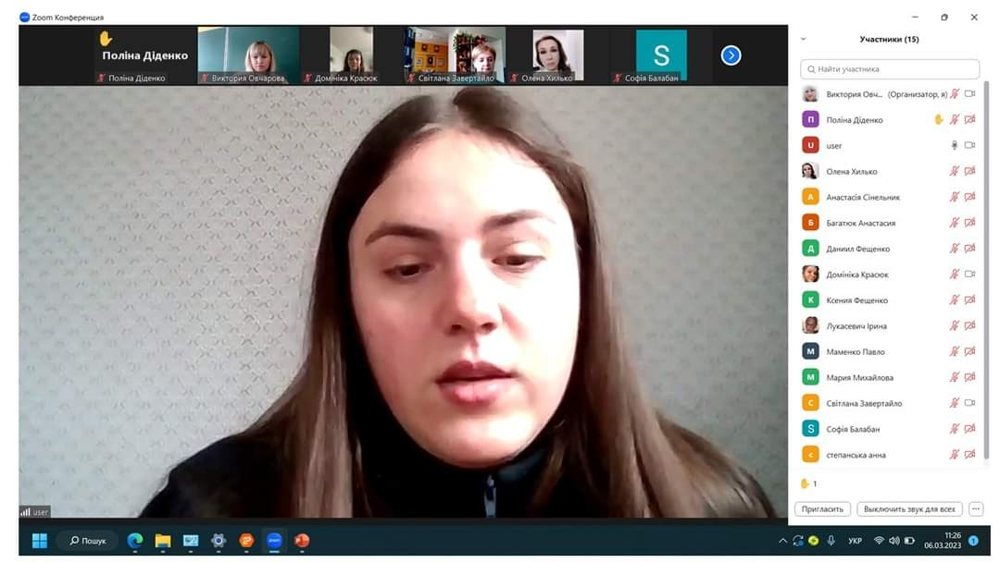 Zoom Конференция
Поліна Діденко
Поліна Діденко
Виктория Овчарова
Домініка Красюк
Світлана Завертайло
Олена Хилько
S
Софія Балабан
Участники (15)
Найти участника
Виктория Овч... (Организатор, я)
П Поліна Діденко
U user
Олена Хилько
А Анастасія Сінельник
Б Багатюк Анастасия
Д Даниил Фещенко
Домініка Красюк
К Ксения Фещенко
Лукасевич Ірина
М Маменко Павло
М Мария Михайлова
С Світлана Завертайло
S Софія Балабан
с степанська анна
1
Пригласить Выключить звук для всех ...
user
Пошук
zoom
УКР
11:26
06.03.2023
1